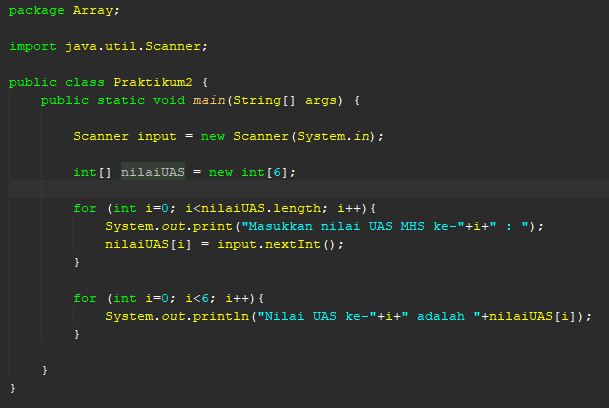 package Array;
import java.util.Scanner;
public class Praktikum2 {
public static void main(String[] args) {
Scanner input = new Scanner(System.in);
int[] nilaiUAS = new int[6];
for (int i=0; i<nilaiUAS.length; i++){
System.out.print("Masukkan nilai UAS MHS ke-"+i+" : ");
nilaiUAS[i] = input.nextInt();
}
for (int i=0; i<6; i++){
System.out.println("Nilai UAS ke-"+i+" adalah "+nilaiUAS[i]);
}
}
}